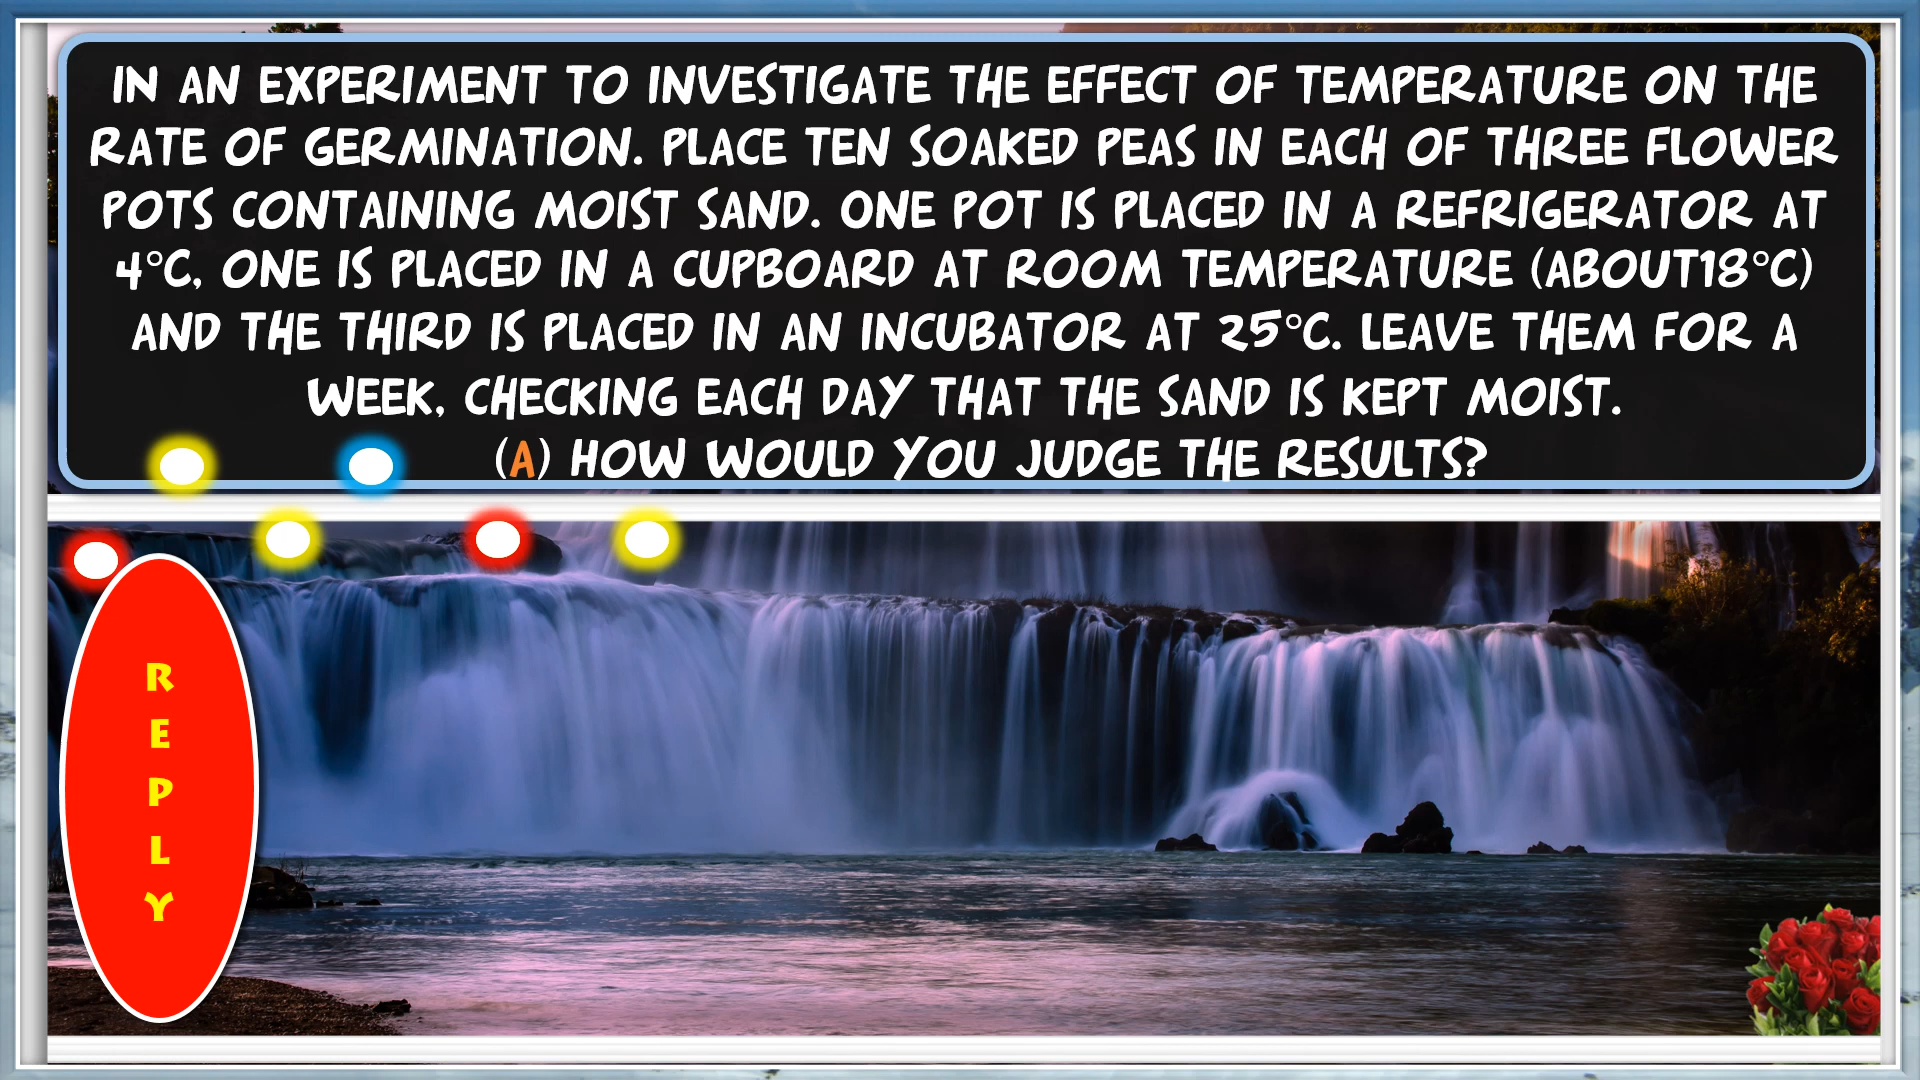 IN AN EXPERIMENT TO INVESTIGATE THE EFFECT OF TEMPERATURE ON THE
RATE OF GERMINATION. PLACE TEN SOAKED PEAS IN EACH OF THREE FLOWER
POTS CONTAINING MOIST SAND. ONE POT IS PLACED IN A REFRIGERATOR AT
4°C, ONE IS PLACED IN A CUPBOARD AT ROOM TEMPERATURE (ABOUT18°C)
AND THE THIRD IS PLACED IN AN INCUBATOR AT 25°C. LEAVE THEM FOR A
WEEK, CHECKING EACH DAY THAT THE SAND IS KEPT MOIST.
(A) HOW WOULD YOU JUDGE THE RESULTS?
R
E
P
L
Y